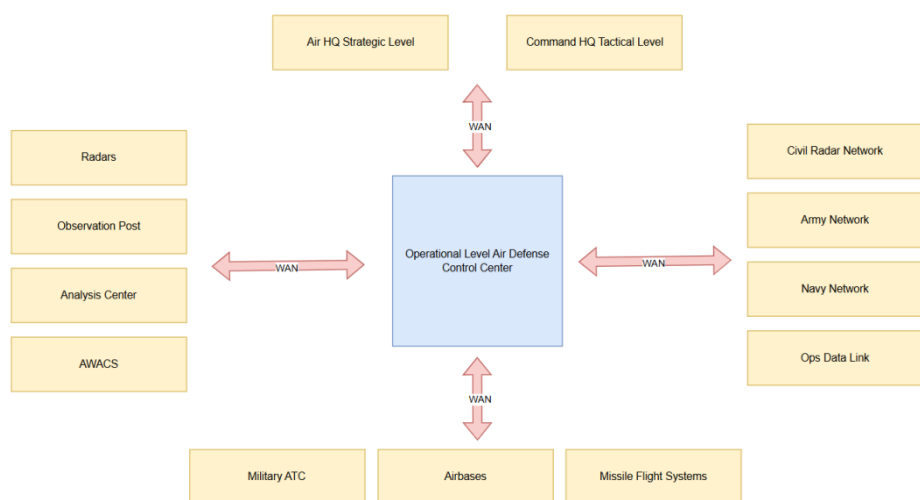 Air HQ Strategic Level
Command HQ Tactical Level
WAN
Radars
Observation Post
Analysis Center
AWACS
WAN
Operational Level Air Defense
Control Center
WAN
Civil Radar Network
Army Network
Navy Network
Ops Data Link
WAN
Military ATC
Airbases
Missile Flight Systems